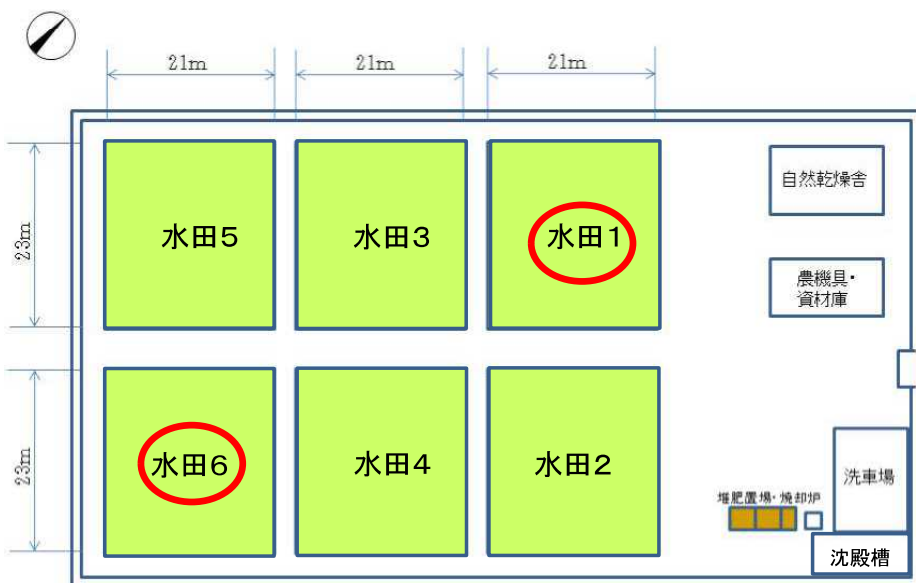 21m
21m
21m
23m
水田5
水田3
水田1
自然乾燥舎
農機具・
資材庫
23m
水田6
水田4
水田2
堆肥置場・焼却炉
洗車場
沈殿槽